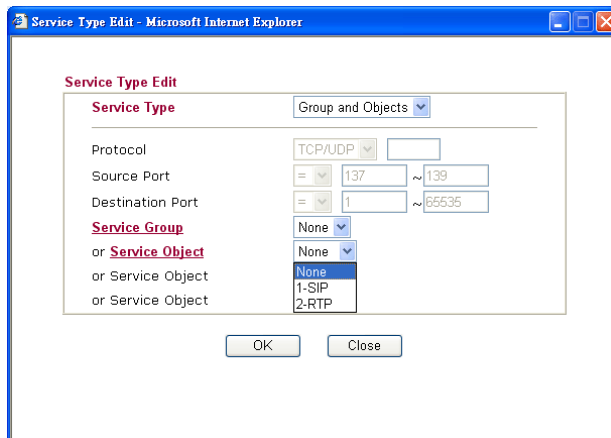 Service Type Edit - Microsoft Internet Explorer
Service Type Edit
Service Type Group and Objects
Protocol TCP/UDP
Source Port = 137 ~ 139
Destination Port = 1 ~ 65535
Service Group None
or Service Object None
or Service Object None
1-SIP
or Service Object 2-RTP
OK Close